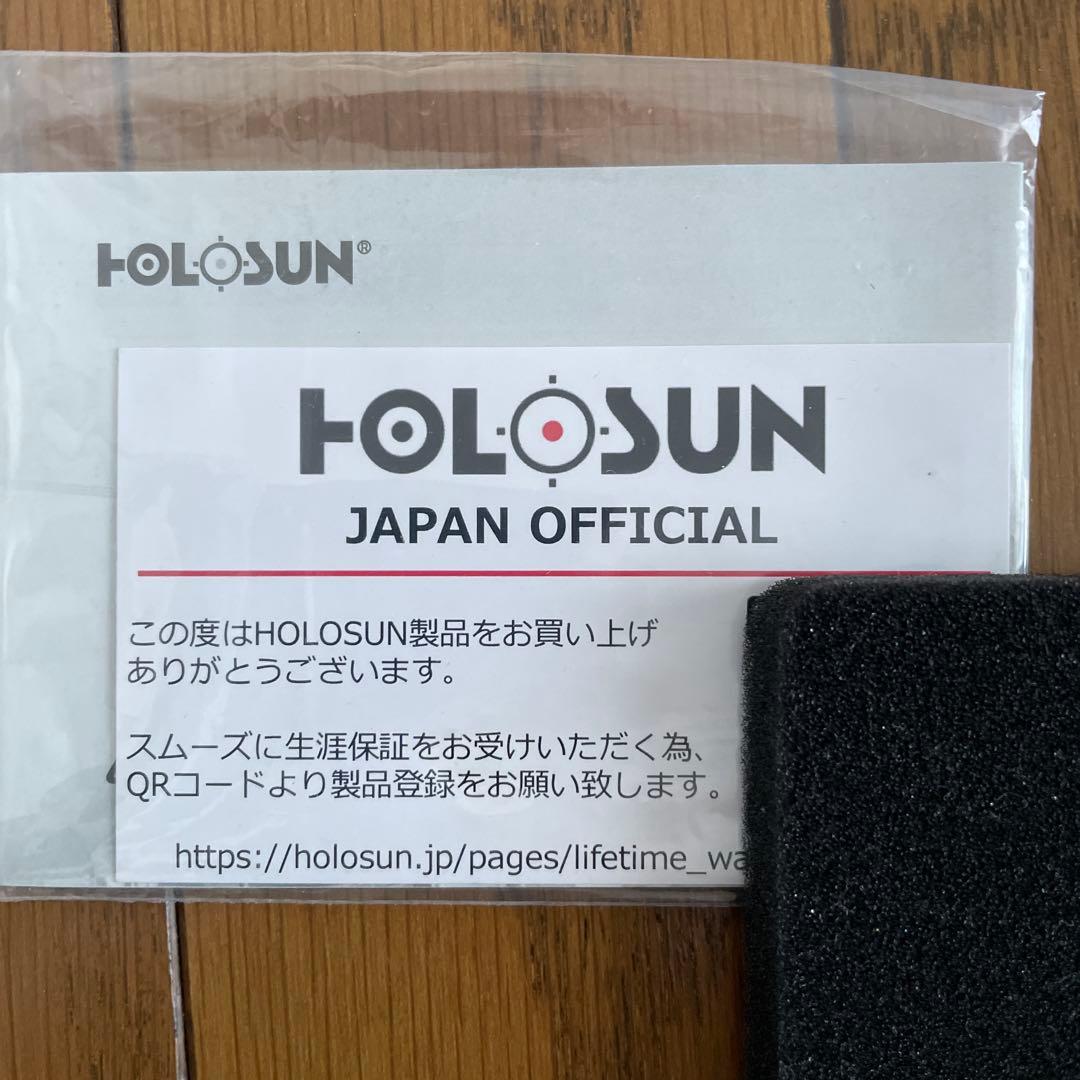 HOLOSUN®
HOLOSUN
JAPAN OFFICIAL
この度はHOLOSUN製品をお買い上げ
ありがとうございます。
スムーズに生涯保証をお受けいただく為、
QRコードより製品登録をお願い致します。
https://holosun.jp/pages/lifetime_wa